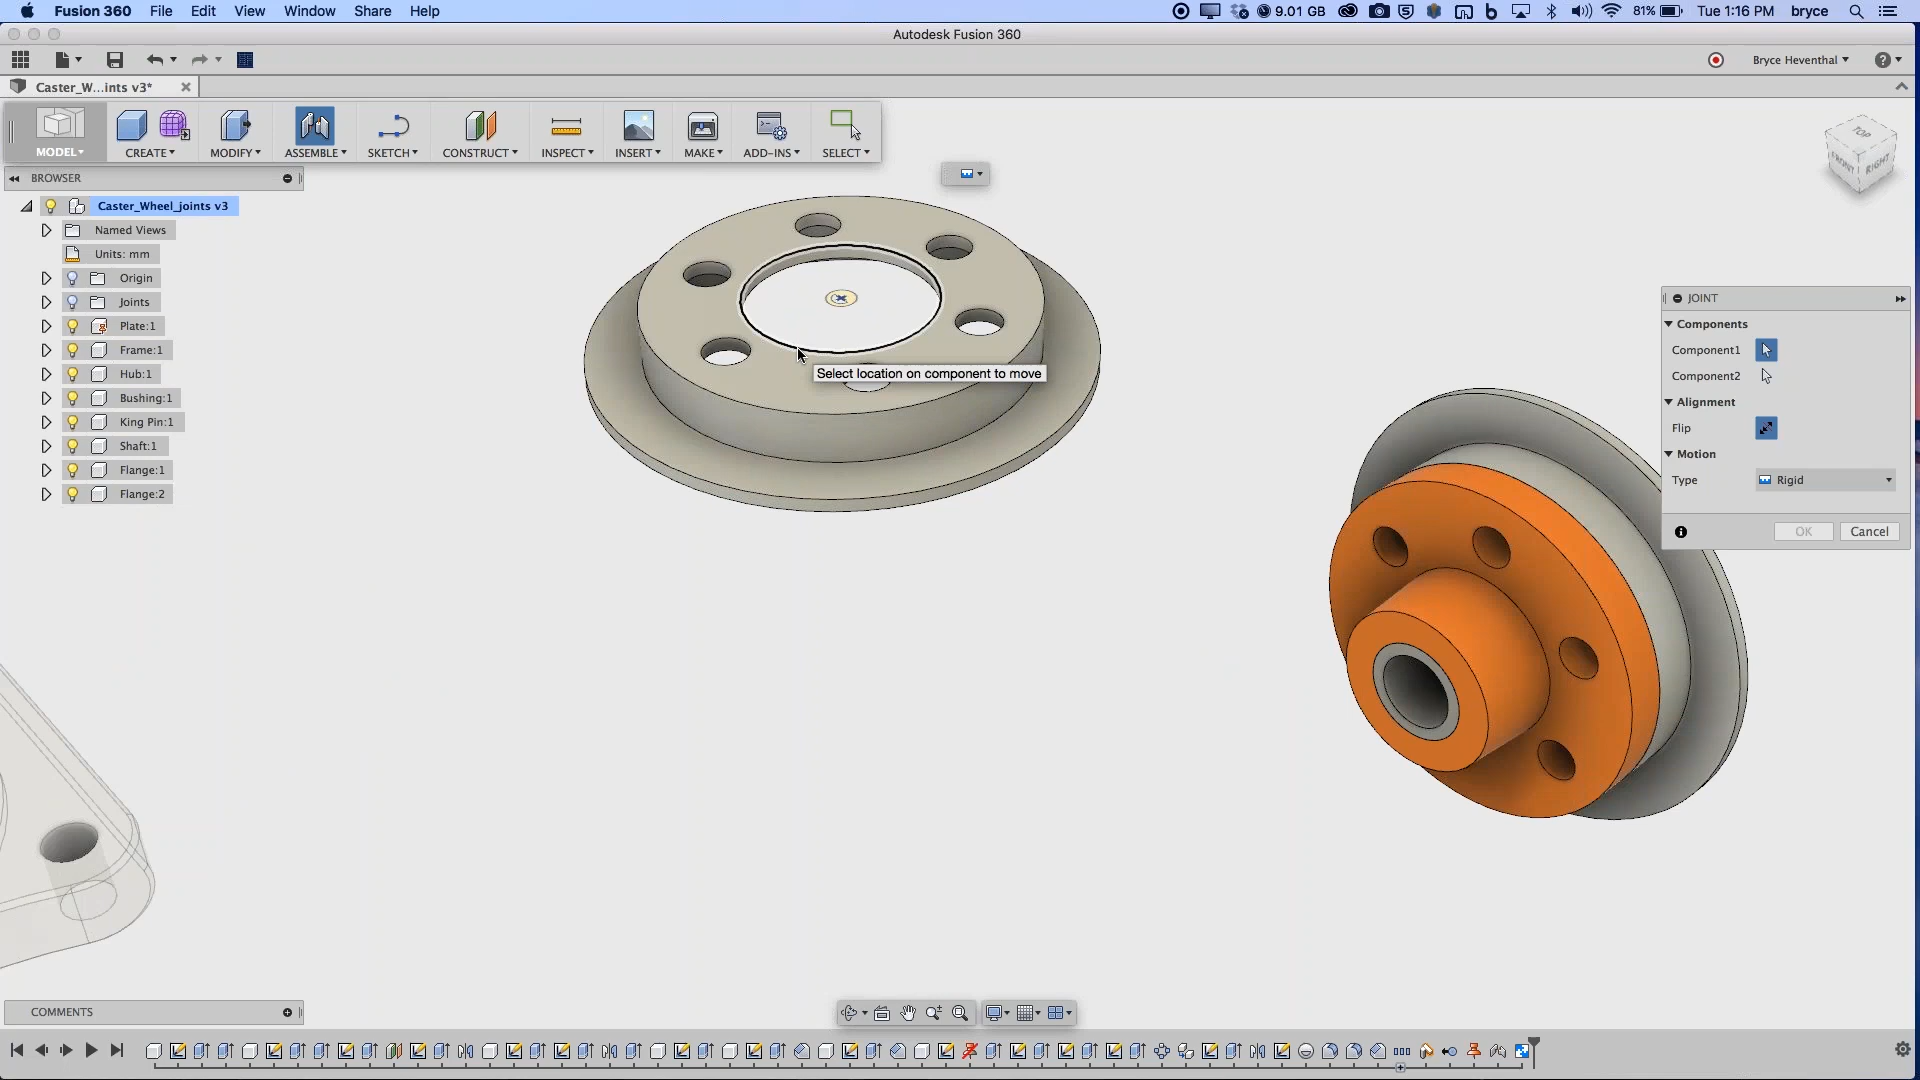 Fusion 360 File Edit View Window Share Help 9.01 GB 81% Tue 1:16 PM bryce
Autodesk Fusion 360
Bryce Heventhal
Caster_W...ints v3*
MODEL CREATE MODIFY ASSEMBLE SKETCH CONSTRUCT INSPECT INSERT MAKE ADD-INS SELECT
TOP
FRONT RIGHT
BROWSER
Caster_Wheel_joints v3
Named Views
Units: mm
Origin
Joints
Plate:1
Frame:1
Hub:1
Bushing:1
King Pin:1
Shaft:1
Flange:1
Flange:2
Select location on component to move
JOINT
Components
Component1
Component2
Alignment
Flip
Motion
Type Rigid
OK Cancel
COMMENTS